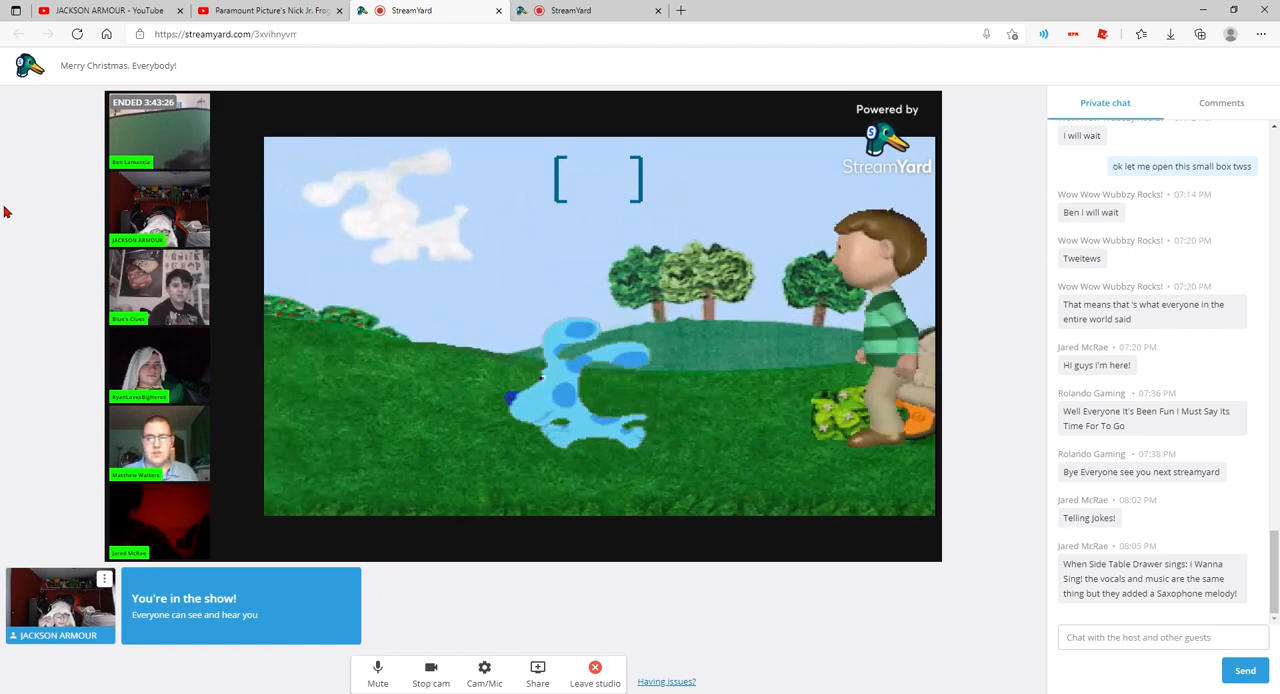 JACKSON ARMOUR - YouTube
Paramount Picture's Nick Jr. Frog
StreamYard
StreamYard
https://streamyard.com/3xvihnyvrr
Merry Christmas, Everybody!
ENDED 3:43:26
Ben Lamantia
JACKSON ARMOUR
Blue's Clues
RyanLovesBigHero6
Matthew Walters
Jared McRae
Powered by
StreamYard
JACKSON ARMOUR
You're in the show!
Everyone can see and hear you
Mute
Stop cam
Cam/Mic
Share
Leave studio
Having issues?
Private chat
Comments
I will wait
ok let me open this small box twss
Wow Wow Wubbzy Rocks! • 07:14 PM
Ben I will wait
Wow Wow Wubbzy Rocks! • 07:20 PM
Tweitews
Wow Wow Wubbzy Rocks! • 07:20 PM
That means that 's what everyone in the
entire world said
Jared McRae • 07:20 PM
Hi guys i'm here!
Rolando Gaming • 07:36 PM
Well Everyone It's Been Fun I Must Say Its
Time For To Go
Rolando Gaming • 07:38 PM
Bye Everyone see you next streamyard
Jared McRae • 08:02 PM
Telling Jokes!
Jared McRae • 08:05 PM
When Side Table Drawer sings: I Wanna
Sing! the vocals and music are the same
thing but they added a Saxophone melody!
Chat with the host and other guests
Send